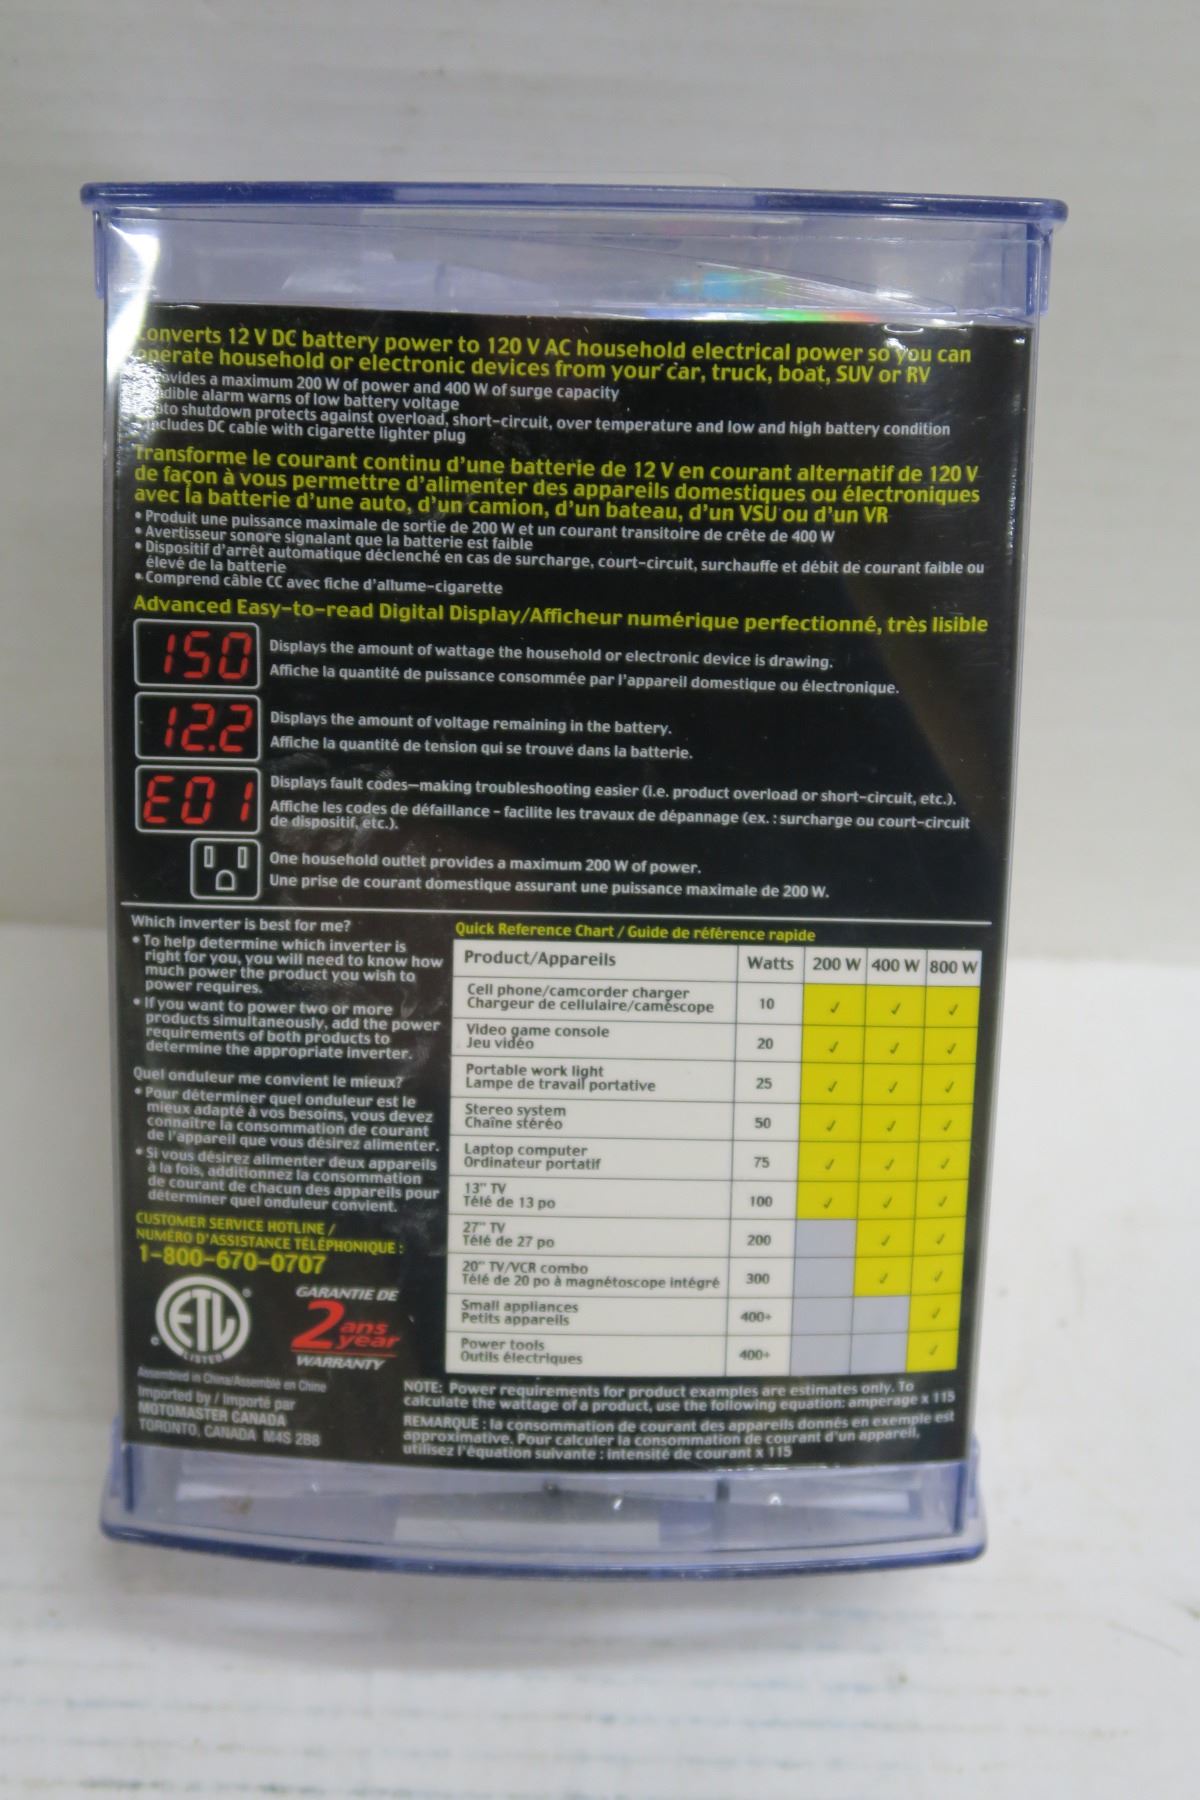 Converts 12 V DC battery power to 120 V AC household electrical power so you can
operate household or electronic devices from your car, truck, boat, SUV or RV
Provides a maximum 200 W of power and 400 W of surge capacity
Audible alarm warns of low battery voltage
Auto shutdown protects against overload, short-circuit, over temperature and low and high battery condition
Includes DC cable with cigarette lighter plug
Transforme le courant continu d'une batterie de 12 V en courant alternatif de 120 V
de façon à vous permettre d'alimenter des appareils domestiques ou électroniques
avec la batterie d'une auto, d'un camion, d'un bateau, d'un VSU ou d'un VR
• Produit une puissance maximale de sortie de 200 W et un courant transitoire de crête de 400 W
• Avertisseur sonore signalant que la batterie est faible
• Dispositif d'arrêt automatique déclenché en cas de surcharge, court-circuit, surchauffe et débit de courant faible ou
élevé de la batterie
• Comprend câble CC avec fiche d'allume-cigarette
Advanced Easy-to-read Digital Display/Afficheur numérique perfectionné, très lisible
150
Displays the amount of wattage the household or electronic device is drawing.
Affiche la quantité de puissance consommée par l'appareil domestique ou électronique.
12.2
Displays the amount of voltage remaining in the battery.
Affiche la quantité de tension qui se trouve dans la batterie.
E01
Displays fault codes—making troubleshooting easier (i.e. product overload or short-circuit, etc.).
Affiche les codes de défaillance - facilite les travaux de dépannage (ex. : surcharge ou court-circuit
de dispositif, etc.).
One household outlet provides a maximum 200 W of power.
Une prise de courant domestique assurant une puissance maximale de 200 W.
Which inverter is best for me?
• To help determine which inverter is
right for you, you will need to know how
much power the product you wish to
power requires.
• If you want to power two or more
products simultaneously, add the power
requirements of both products to
determine the appropriate inverter.
Quel onduleur me convient le mieux?
• Pour déterminer quel onduleur est le
mieux adapté à vos besoins, vous devez
connaître la consommation de courant
de l'appareil que vous désirez alimenter.
• Si vous désirez alimenter deux appareils
à la fois, additionnez la consommation
de courant de chacun des appareils pour
déterminer quel onduleur convient.
CUSTOMER SERVICE HOTLINE /
NUMÉRO D'ASSISTANCE TÉLÉPHONIQUE :
1-800-670-0707
ETL
LISTED
GARANTIE DE
2 ans
year
WARRANTY
Assembled in China/Assemblé en Chine
Imported by / Importé par
MOTOMASTER CANADA
TORONTO, CANADA M4S 2B8
Quick Reference Chart / Guide de référence rapide
Product/Appareils Watts 200 W 400 W 800 W
Cell phone/camcorder charger
Chargeur de cellulaire/caméscope 10 ✓ ✓ ✓
Video game console
Jeu vidéo 20 ✓ ✓ ✓
Portable work light
Lampe de travail portative 25 ✓ ✓ ✓
Stereo system
Chaîne stéréo 50 ✓ ✓ ✓
Laptop computer
Ordinateur portatif 75 ✓ ✓ ✓
13" TV
Télé de 13 po 100 ✓ ✓ ✓
27" TV
Télé de 27 po 200 ✓ ✓
20" TV/VCR combo
Télé de 20 po à magnétoscope intégré 300 ✓ ✓
Small appliances
Petits appareils 400+ ✓
Power tools
Outils électriques 400+ ✓
NOTE: Power requirements for product examples are estimates only. To
calculate the wattage of a product, use the following equation: amperage x 115
REMARQUE : la consommation de courant des appareils donnés en exemple est
approximative. Pour calculer la consommation de courant d'un appareil,
utilisez l'équation suivante : intensité de courant x 115